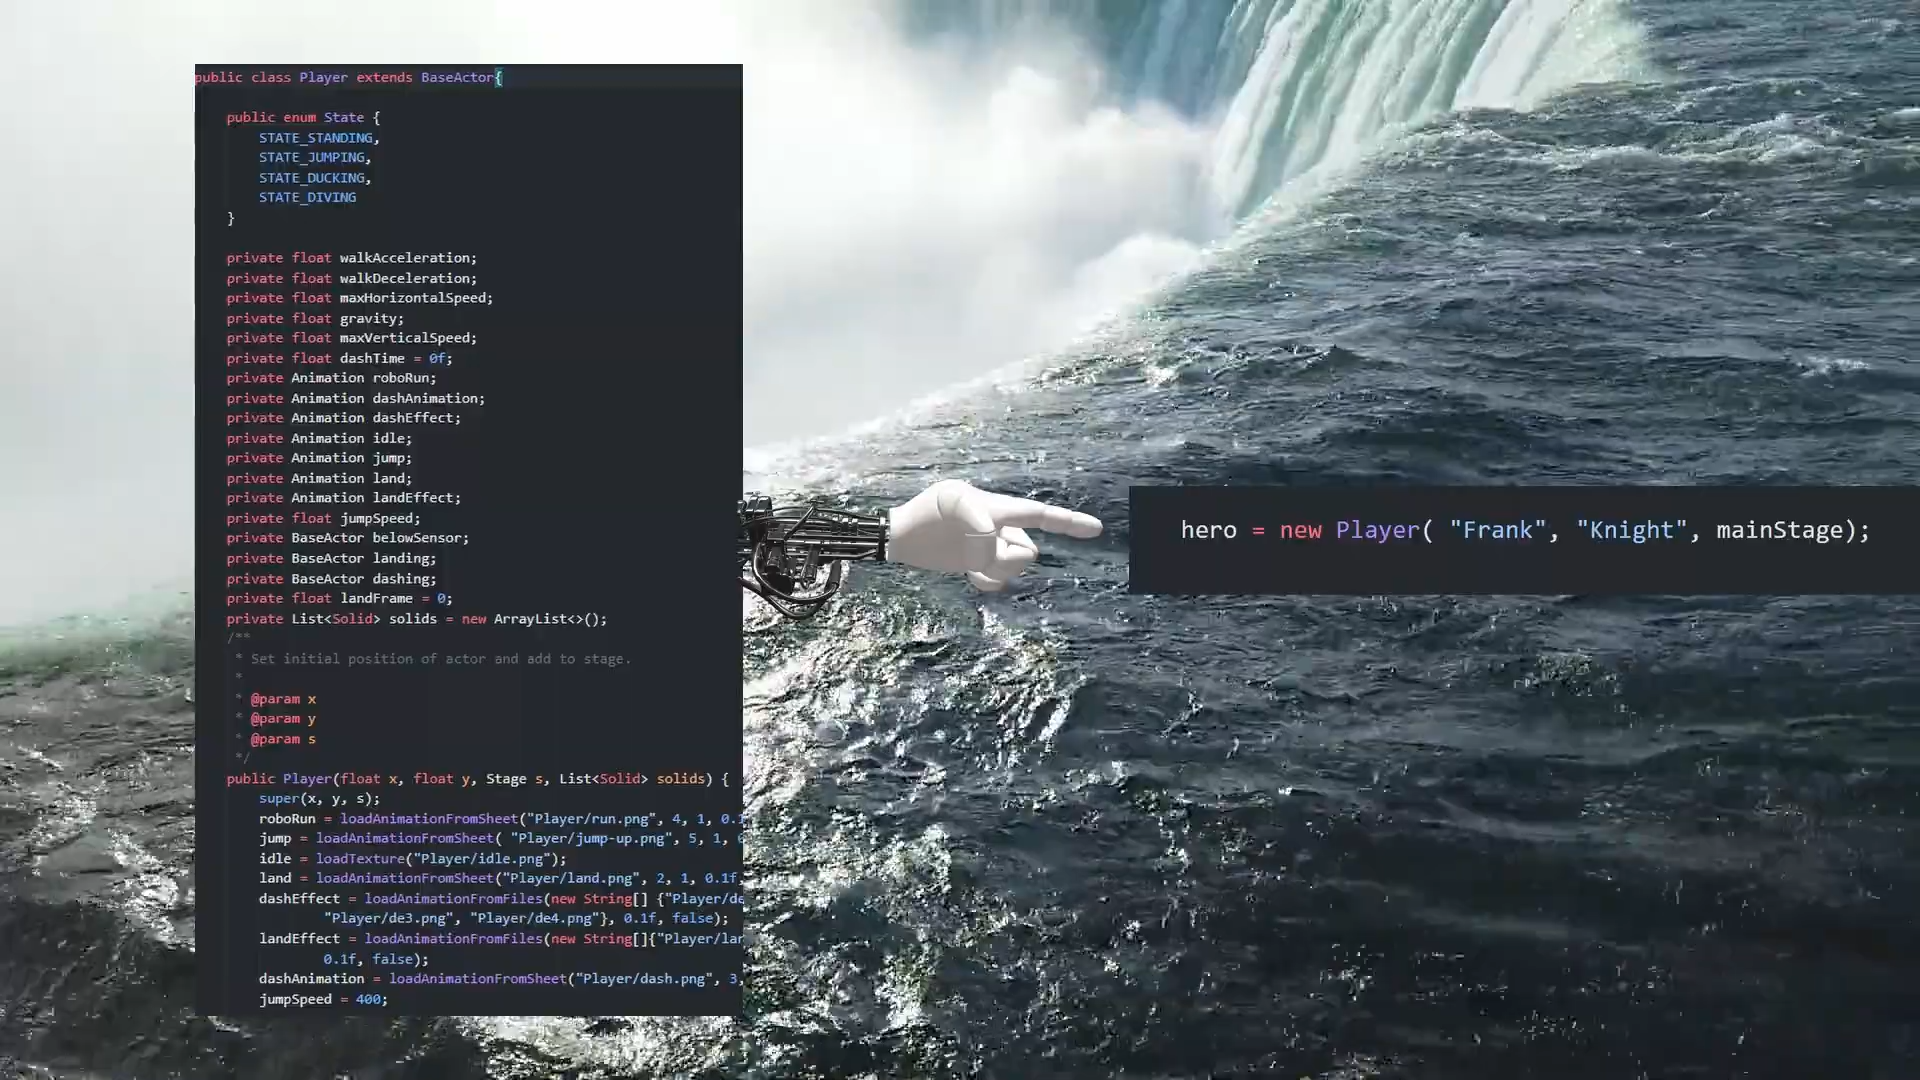 public class Player extends BaseActor{
public enum State {
STATE_STANDING,
STATE_JUMPING,
STATE_DUCKING,
STATE_DIVING
}
private float walkAcceleration;
private float walkDeceleration;
private float maxHorizontalSpeed;
private float gravity;
private float maxVerticalSpeed;
private float dashTime = 0f;
private Animation roboRun;
private Animation dashAnimation;
private Animation dashEffect;
private Animation idle;
private Animation jump;
private Animation land;
private Animation landEffect;
private float jumpSpeed;
private BaseActor belowSensor;
private BaseActor landing;
private BaseActor dashing;
private float landFrame = 0;
private List<Solid> solids = new ArrayList<>();
/**
* Set initial position of actor and add to stage.
*
* @param x
* @param y
* @param s
*/
public Player(float x, float y, Stage s, List<Solid> solids) {
super(x, y, s);
roboRun = loadAnimationFromSheet("Player/run.png", 4, 1, 0.1
jump = loadAnimationFromSheet( "Player/jump-up.png", 5, 1,
idle = loadTexture("Player/idle.png");
land = loadAnimationFromSheet("Player/land.png", 2, 1, 0.1f,
dashEffect = loadAnimationFromFiles(new String[] {"Player/de
"Player/de3.png", "Player/de4.png"}, 0.1f, false);
landEffect = loadAnimationFromFiles(new String[]{"Player/lan
0.1f, false);
dashAnimation = loadAnimationFromSheet("Player/dash.png", 3,
jumpSpeed = 400;
hero = new Player( "Frank", "Knight", mainStage);